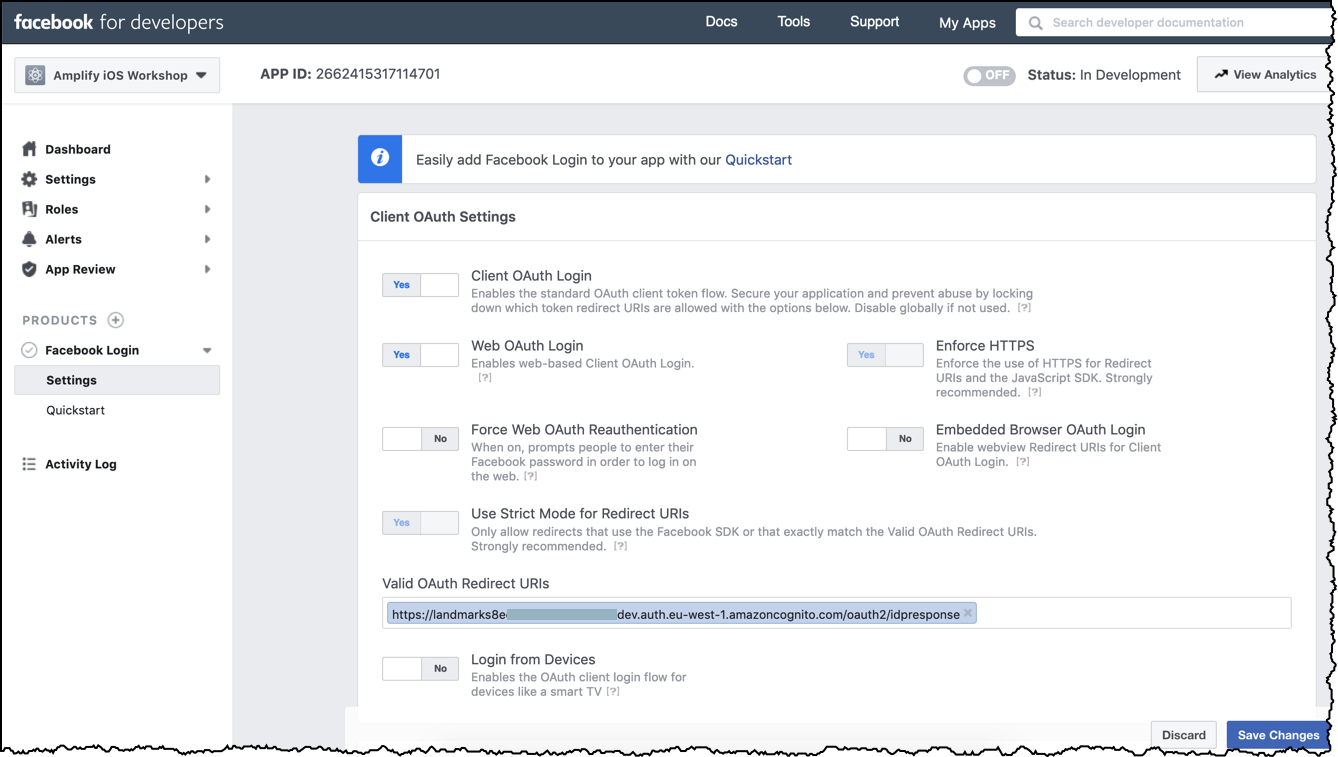 facebook for developers
Docs
Tools
Support
My Apps
Search developer documentation
Amplify iOS Workshop
APP ID: 2662415317114701
OFF
Status: In Development
View Analytics
Dashboard
Settings
Roles
Alerts
App Review
PRODUCTS
Facebook Login
Settings
Quickstart
Activity Log
Easily add Facebook Login to your app with our Quickstart
Client OAuth Settings
Yes
Client OAuth Login
Enables the standard OAuth client token flow. Secure your application and prevent abuse by locking
down which token redirect URIs are allowed with the options below. Disable globally if not used. [?]
Yes
Web OAuth Login
Enables web-based Client OAuth Login.
[?]
Yes
Enforce HTTPS
Enforce the use of HTTPS for Redirect
URIs and the JavaScript SDK. Strongly
recommended. [?]
No
Force Web OAuth Reauthentication
When on, prompts people to enter their
Facebook password in order to log in on
the web. [?]
No
Embedded Browser OAuth Login
Enable webview Redirect URIs for Client
OAuth Login. [?]
Yes
Use Strict Mode for Redirect URIs
Only allow redirects that use the Facebook SDK or that exactly match the Valid OAuth Redirect URIs.
Strongly recommended. [?]
Valid OAuth Redirect URIs
https://landmarks8e dev.auth.eu-west-1.amazoncognito.com/oauth2/idpresponse
No
Login from Devices
Enables the OAuth client login flow for
devices like a smart TV [?]
Discard
Save Changes